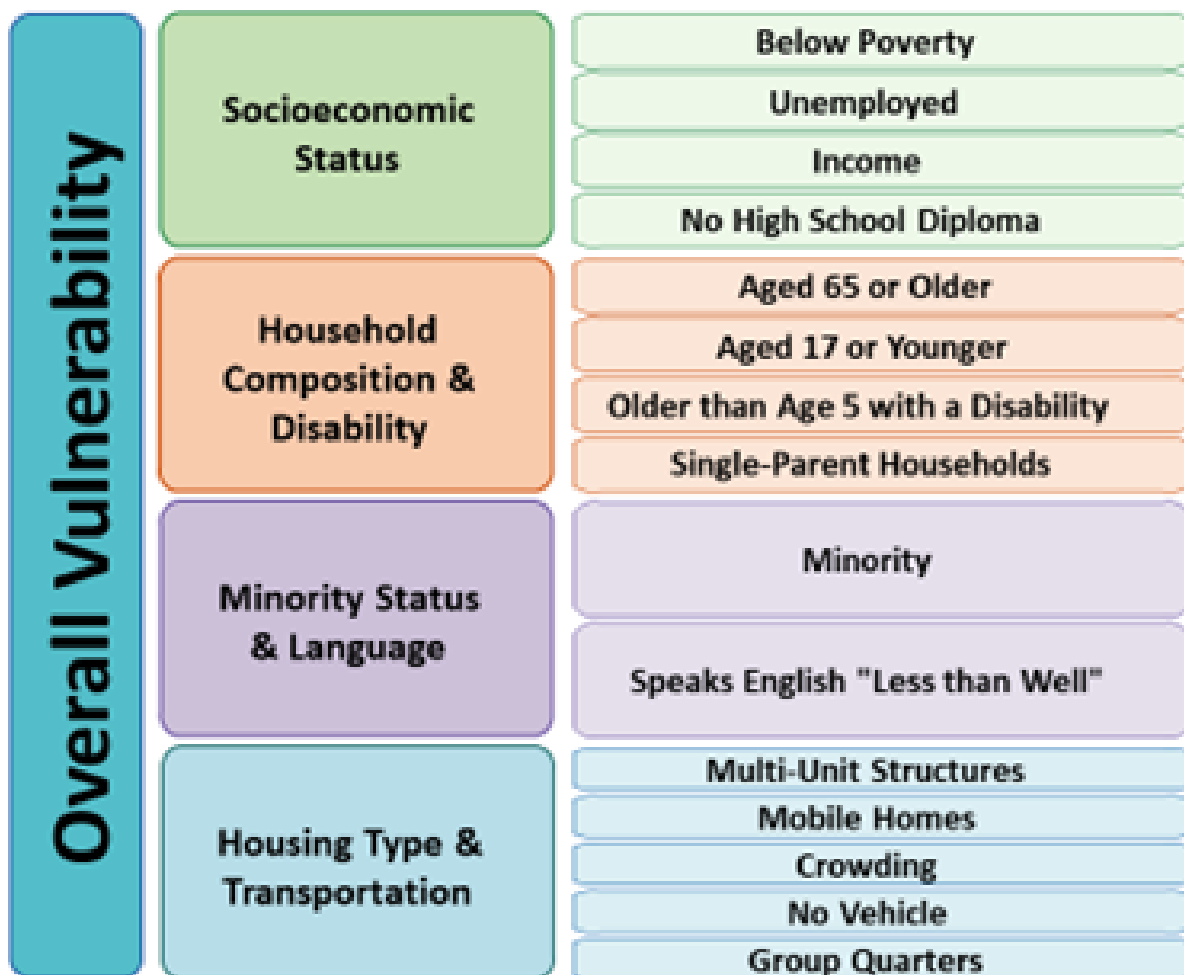 Overall Vulnerability
Socioeconomic
Status
Below Poverty
Unemployed
Income
No High School Diploma
Household
Composition &
Disability
Aged 65 or Older
Aged 17 or Younger
Older than Age 5 with a Disability
Single-Parent Households
Minority Status
& Language
Minority
Speaks English "Less than Well"
Housing Type &
Transportation
Multi-Unit Structures
Mobile Homes
Crowding
No Vehicle
Group Quarters